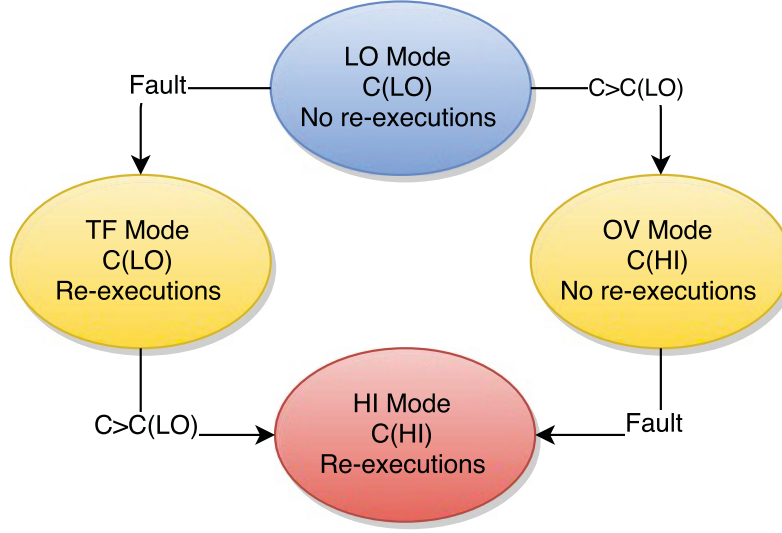 LO Mode
C(LO)
No re-executions
Fault
C>C(LO)
TF Mode
C(LO)
Re-executions
OV Mode
C(HI)
No re-executions
C>C(LO)
HI Mode
C(HI)
Re-executions
Fault